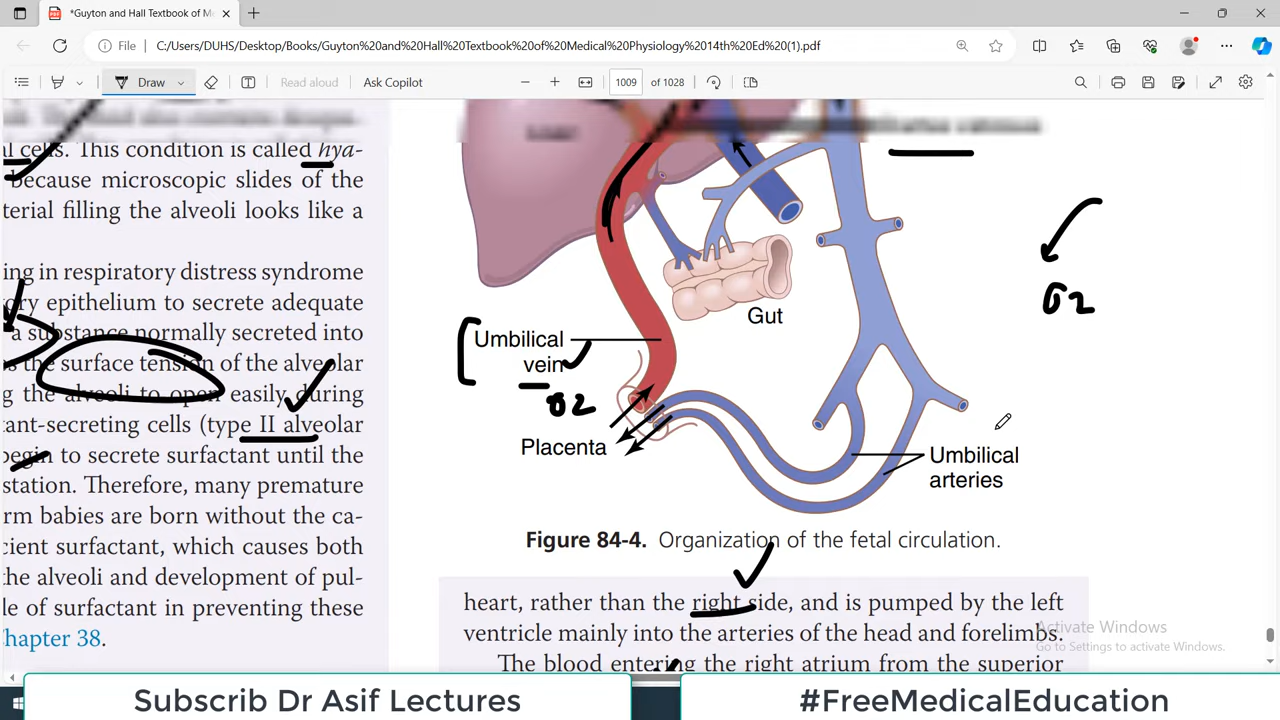 *Guyton and Hall Textbook of Me
File C:/Users/DUHS/Desktop/Books/Guyton%20and%20Hall%20Textbook%20of%20Medical%20Physiology%2014th%20Ed%20(1).pdf
Draw
Read aloud
Ask Copilot
1009 of 1028
al cells. This condition is called hya-
because microscopic slides of the
terial filling the alveoli looks like a
ing in respiratory distress syndrome
ory epithelium to secrete adequate
a substance normally secreted into
s the surface tension of the alveolar
g the alveoli to open easily during
tant-secreting cells (type II alveolar
begin to secrete surfactant until the
station. Therefore, many premature
rm babies are born without the ca-
cient surfactant, which causes both
the alveoli and development of pul-
le of surfactant in preventing these
Chapter 38.
Gut
Umbilical
vein
O2
O2
Placenta
Umbilical
arteries
Figure 84-4. Organization of the fetal circulation.
heart, rather than the right side, and is pumped by the left
ventricle mainly into the arteries of the head and forelimbs.
The blood entering the right atrium from the superior
Activate Windows
Go to Settings to activate Windows.
Subscrib Dr Asif Lectures
#FreeMedicalEducation